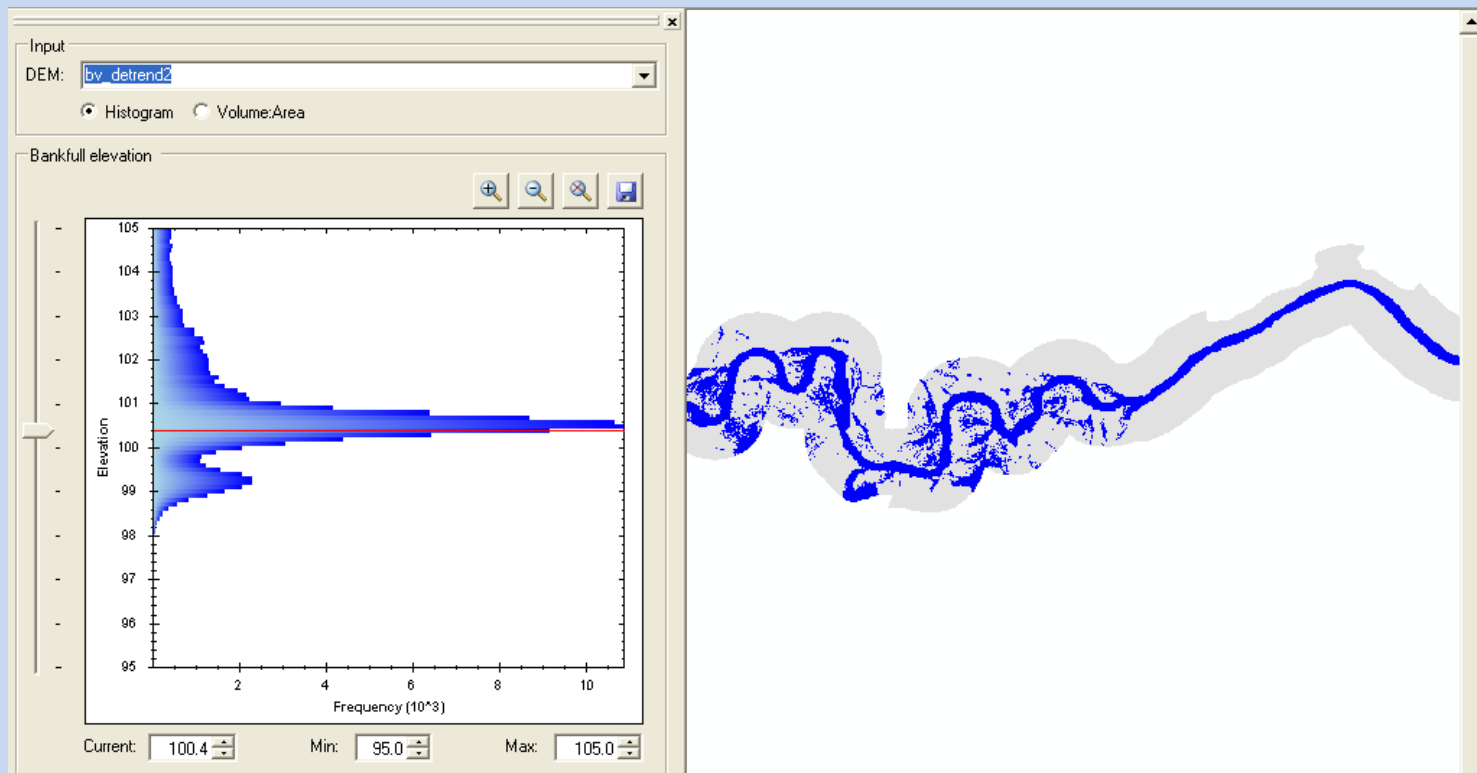 Input
DEM: bv_detrend2
Histogram Volume:Area
Bankfull elevation
105
104
103
102
101
100
99
98
97
96
95
Elevation
2 4 6 8 10
Frequency (10^3)
Current: 100.4 Min: 95.0 Max: 105.0